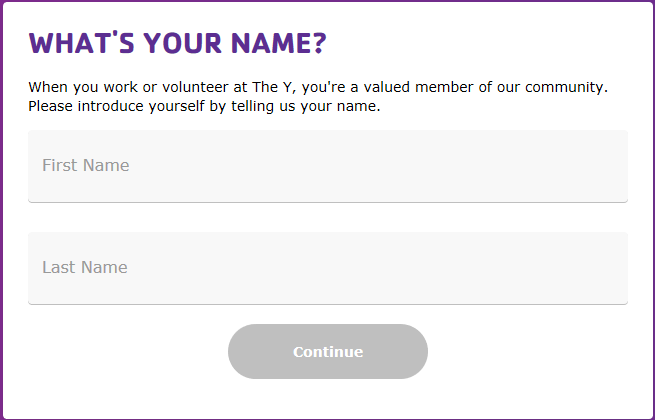 WHAT'S YOUR NAME?
When you work or volunteer at The Y, you're a valued member of our community.
Please introduce yourself by telling us your name.
First Name
Last Name
Continue